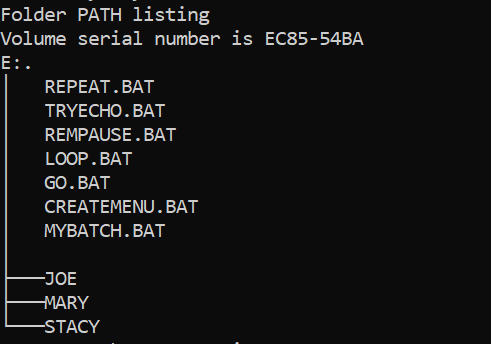 Folder PATH listing
Volume serial number is EC85-54BA
E:.
REPEAT.BAT
TRYECHO.BAT
REMPAUSE.BAT
LOOP.BAT
GO.BAT
CREATEMENU.BAT
MYBATCH.BAT
JOE
MARY
STACY